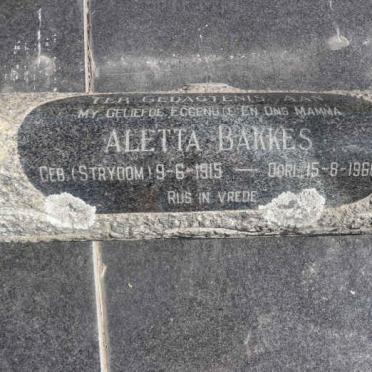 TER GEDAGTENIS AAN
MY GELIEFDE EGGENOTE EN ONS MAMMA
ALETTA BAKKES
GEB. (STRYDOM) 9-6-1915 — OORL. 15-8-196
RUS IN VREDE